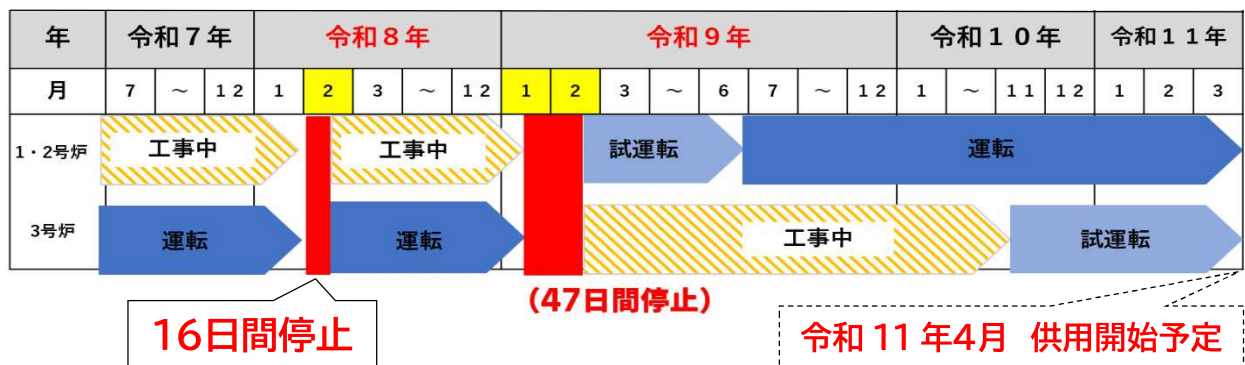 年 令和7年 令和8年 令和9年 令和10年 令和11年
月 7 ～ 12 1 2 3 ～ 12 1 2 3 ～ 6 7 ～ 12 1 ～ 11 12 1 2 3
1・2号炉 工事中 工事中 試運転 運転
3号炉 運転 運転 工事中 試運転
(47日間停止)
16日間停止
令和11年4月 供用開始予定